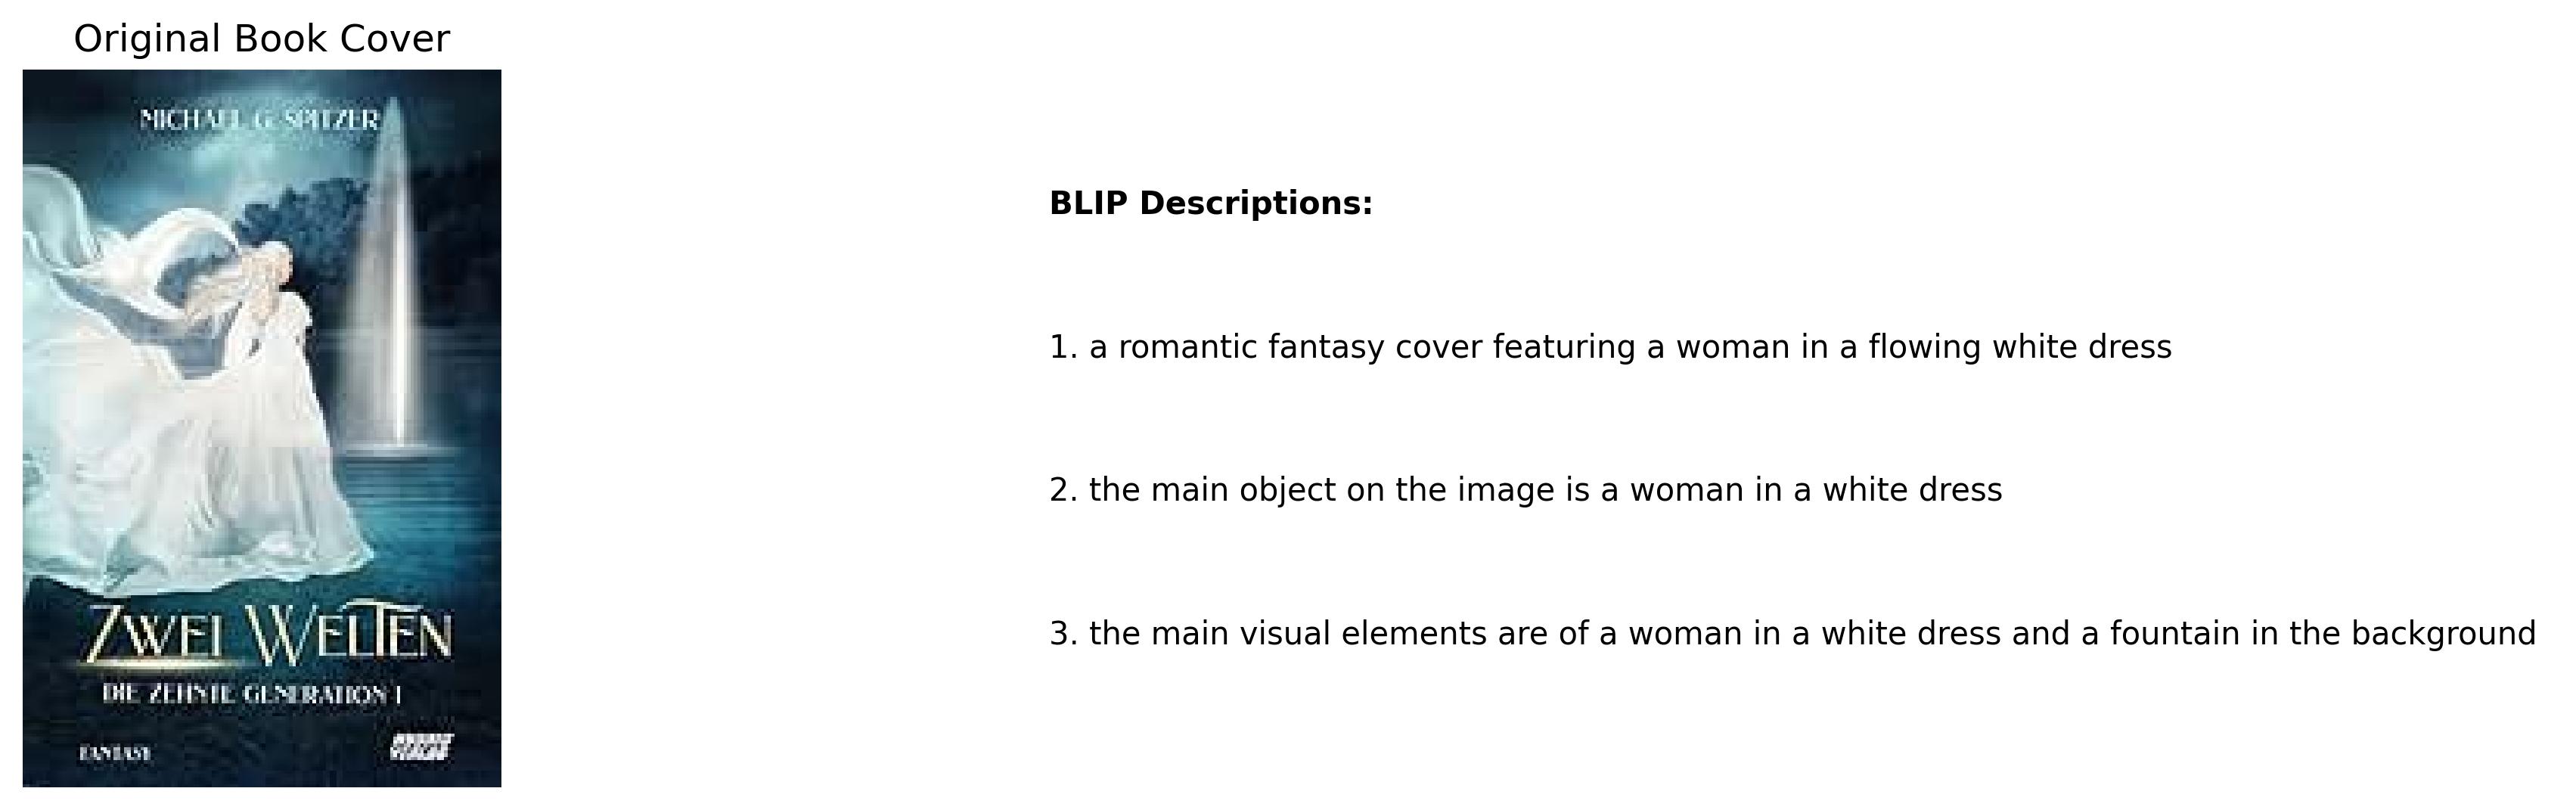 Original Book Cover
MICHAEL G. SPITZER
ZWEI WELTEN
DIE ZEHNTE GENERATION 1
FANTASY
BLIP Descriptions:
1. a romantic fantasy cover featuring a woman in a flowing white dress
2. the main object on the image is a woman in a white dress
3. the main visual elements are of a woman in a white dress and a fountain in the background